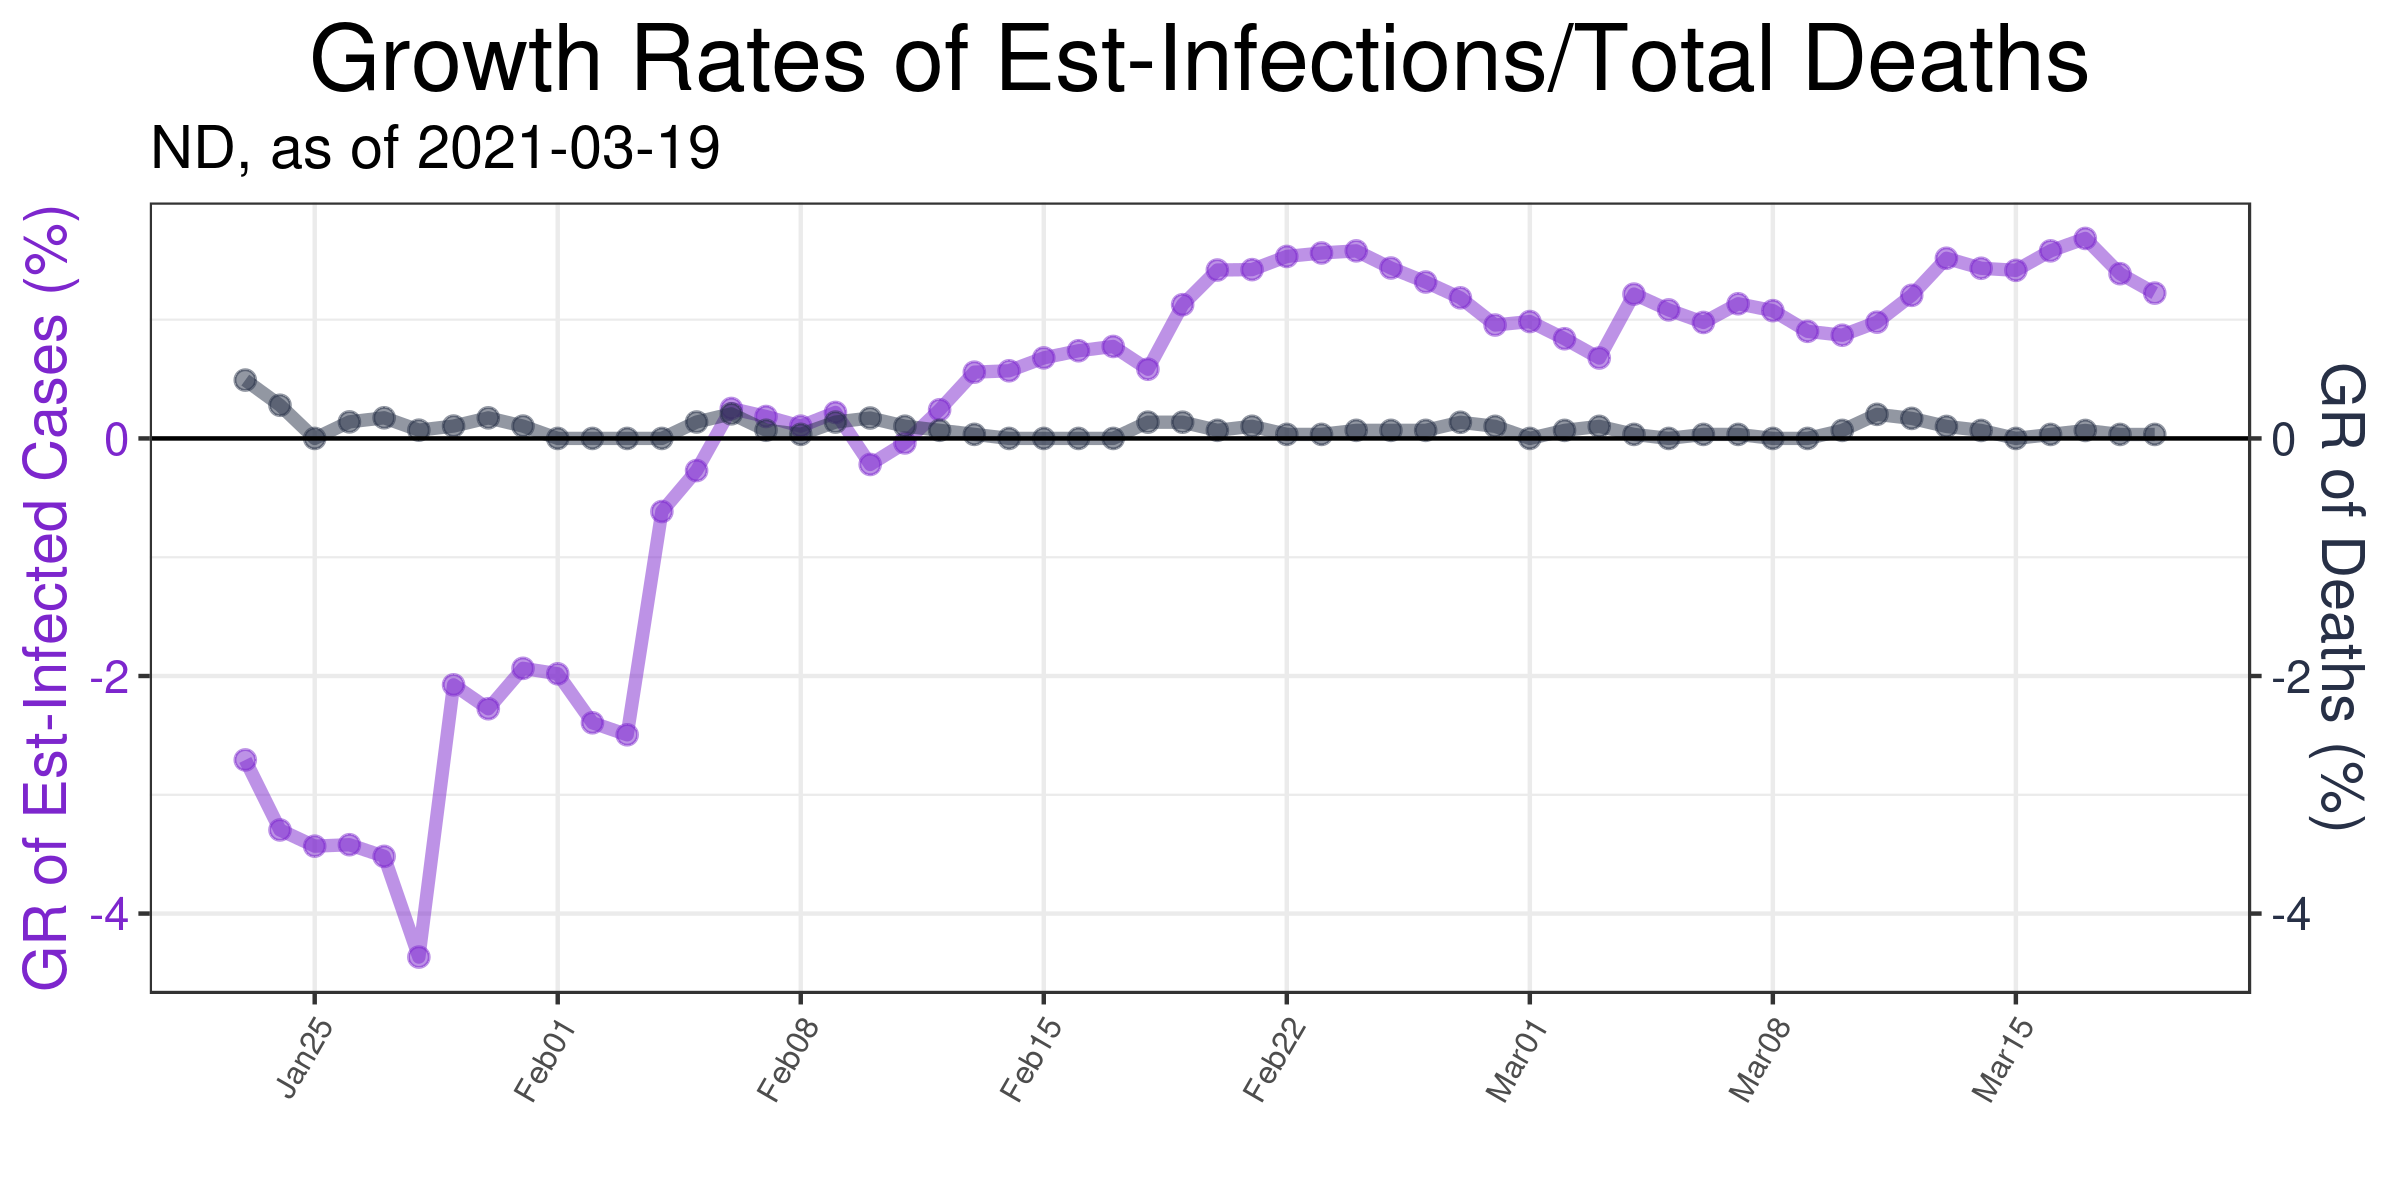 Growth Rates of Est-Infections/Total Deaths
ND, as of 2021-03-19
GR of Est-Infected Cases (%)
0
-2
-4
0
-2
-4
GR of Deaths (%)
Jan25
Feb01
Feb08
Feb15
Feb22
Mar01
Mar08
Mar15